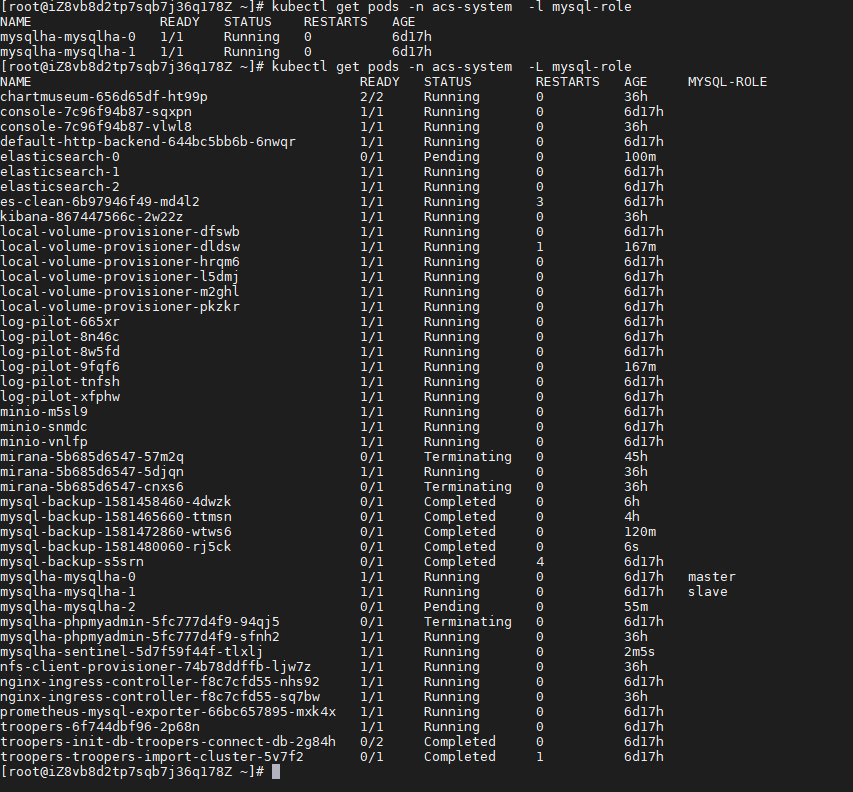 [root@iZ8vb8d2tp7sqb7j36q178Z ~]# kubectl get pods -n acs-system  -l mysql-role
NAME                READY   STATUS    RESTARTS   AGE
mysqlha-mysqlha-0   1/1     Running   0          6d17h
mysqlha-mysqlha-1   1/1     Running   0          6d17h
[root@iZ8vb8d2tp7sqb7j36q178Z ~]# kubectl get pods -n acs-system  -L mysql-role
NAME                                         READY   STATUS        RESTARTS   AGE     MYSQL-ROLE
chartmuseum-656d65df-ht99p                   2/2     Running       0          36h
console-7c96f94b87-sqxpn                     1/1     Running       0          6d17h
console-7c96f94b87-vlwl8                     1/1     Running       0          36h
default-http-backend-644bc5bb6b-6nwqr        1/1     Running       0          6d17h
elasticsearch-0                              0/1     Pending       0          100m
elasticsearch-1                              1/1     Running       0          6d17h
elasticsearch-2                              1/1     Running       0          6d17h
es-clean-6b97946f49-md4l2                    1/1     Running       3          6d17h
kibana-867447566c-2w22z                      1/1     Running       0          36h
local-volume-provisioner-dfswb               1/1     Running       0          6d17h
local-volume-provisioner-dldsw               1/1     Running       1          167m
local-volume-provisioner-hrqm6               1/1     Running       0          6d17h
local-volume-provisioner-l5dmj               1/1     Running       0          6d17h
local-volume-provisioner-m2ghl               1/1     Running       0          6d17h
local-volume-provisioner-pkzkr               1/1     Running       0          6d17h
log-pilot-665xr                              1/1     Running       0          6d17h
log-pilot-8n46c                              1/1     Running       0          6d17h
log-pilot-8w5fd                              1/1     Running       0          6d17h
log-pilot-9fqf6                              1/1     Running       0          167m
log-pilot-tnfsh                              1/1     Running       0          6d17h
log-pilot-xfphw                              1/1     Running       0          6d17h
minio-m5sl9                                  1/1     Running       0          6d17h
minio-snmdc                                  1/1     Running       0          6d17h
minio-vnlfp                                  1/1     Running       0          6d17h
mirana-5b685d6547-57m2q                      0/1     Terminating   0          45h
mirana-5b685d6547-5djqn                      1/1     Running       0          36h
mirana-5b685d6547-cnxs6                      0/1     Terminating   0          36h
mysql-backup-1581458460-4dwzk                0/1     Completed     0          6h
mysql-backup-1581465660-ttmsn                0/1     Completed     0          4h
mysql-backup-1581472860-wtws6                0/1     Completed     0          120m
mysql-backup-1581480060-rj5ck                0/1     Completed     0          6s
mysql-backup-s5srn                           0/1     Completed     4          6d17h
mysqlha-mysqlha-0                            1/1     Running       0          6d17h   master
mysqlha-mysqlha-1                            1/1     Running       0          6d17h   slave
mysqlha-mysqlha-2                            0/1     Pending       0          55m
mysqlha-phpmyadmin-5fc777d4f9-94qj5          0/1     Terminating   0          6d17h
mysqlha-phpmyadmin-5fc777d4f9-sfnh2          1/1     Running       0          36h
mysqlha-sentinel-5d7f59f44f-tlxlj            1/1     Running       0          2m5s
nfs-client-provisioner-74b78ddffb-ljw7z      1/1     Running       0          36h
nginx-ingress-controller-f8c7cfd55-nhs92     1/1     Running       0          6d17h
nginx-ingress-controller-f8c7cfd55-sq7bw     1/1     Running       0          36h
prometheus-mysql-exporter-66bc657895-mxk4x   1/1     Running       0          6d17h
troopers-6f744dbf96-2p68n                    1/1     Running       0          6d17h
troopers-init-db-troopers-connect-db-2g84h   0/2     Completed     0          6d17h
troopers-troopers-import-cluster-5v7f2       0/1     Completed     1          6d17h
[root@iZ8vb8d2tp7sqb7j36q178Z ~]#